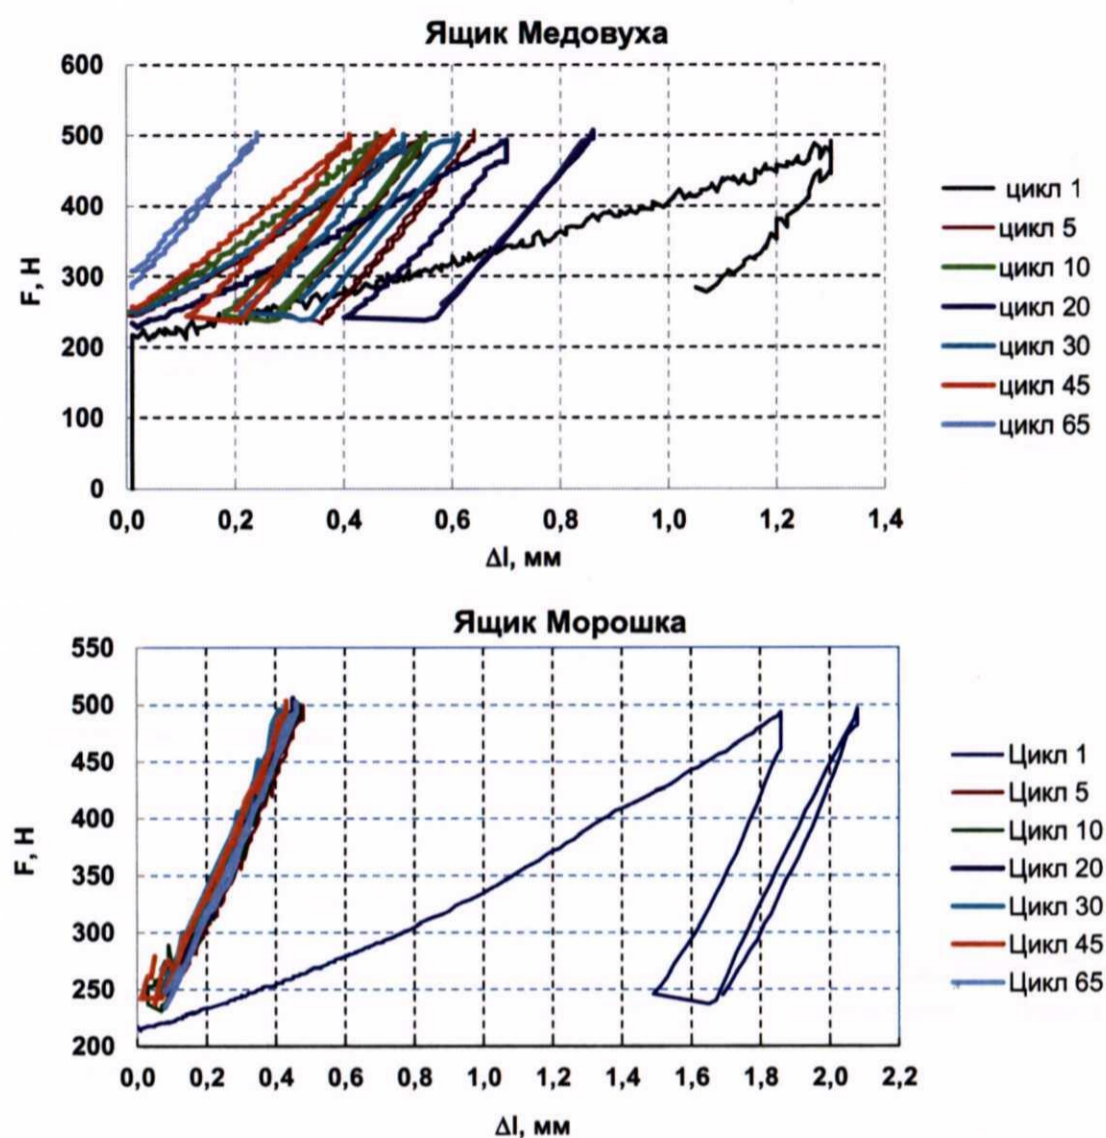 Ящик Медовуха
600
500
400
300
200
100
0
F, Н
0,0 0,2 0,4 0,6 0,8 1,0 1,2 1,4
Δl, мм
цикл 1
цикл 5
цикл 10
цикл 20
цикл 30
цикл 45
цикл 65
Ящик Морошка
550
500
450
400
350
300
250
200
F, Н
0,0 0,2 0,4 0,6 0,8 1,0 1,2 1,4 1,6 1,8 2,0 2,2
Δl, мм
Цикл 1
Цикл 5
Цикл 10
Цикл 20
Цикл 30
Цикл 45
Цикл 65